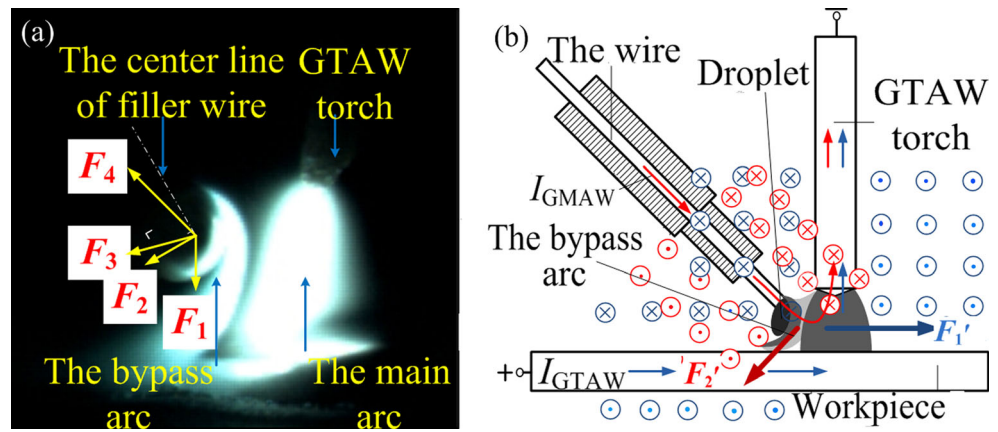 (a)
The center line
of filler wire
GTAW
torch
F4
F3
F2
F1
The bypass
arc
The main
arc
(b)
The wire
Droplet
GTAW
torch
IGMAW
The bypass
arc
F1′
+
IGTAW
F2′
Workpiece